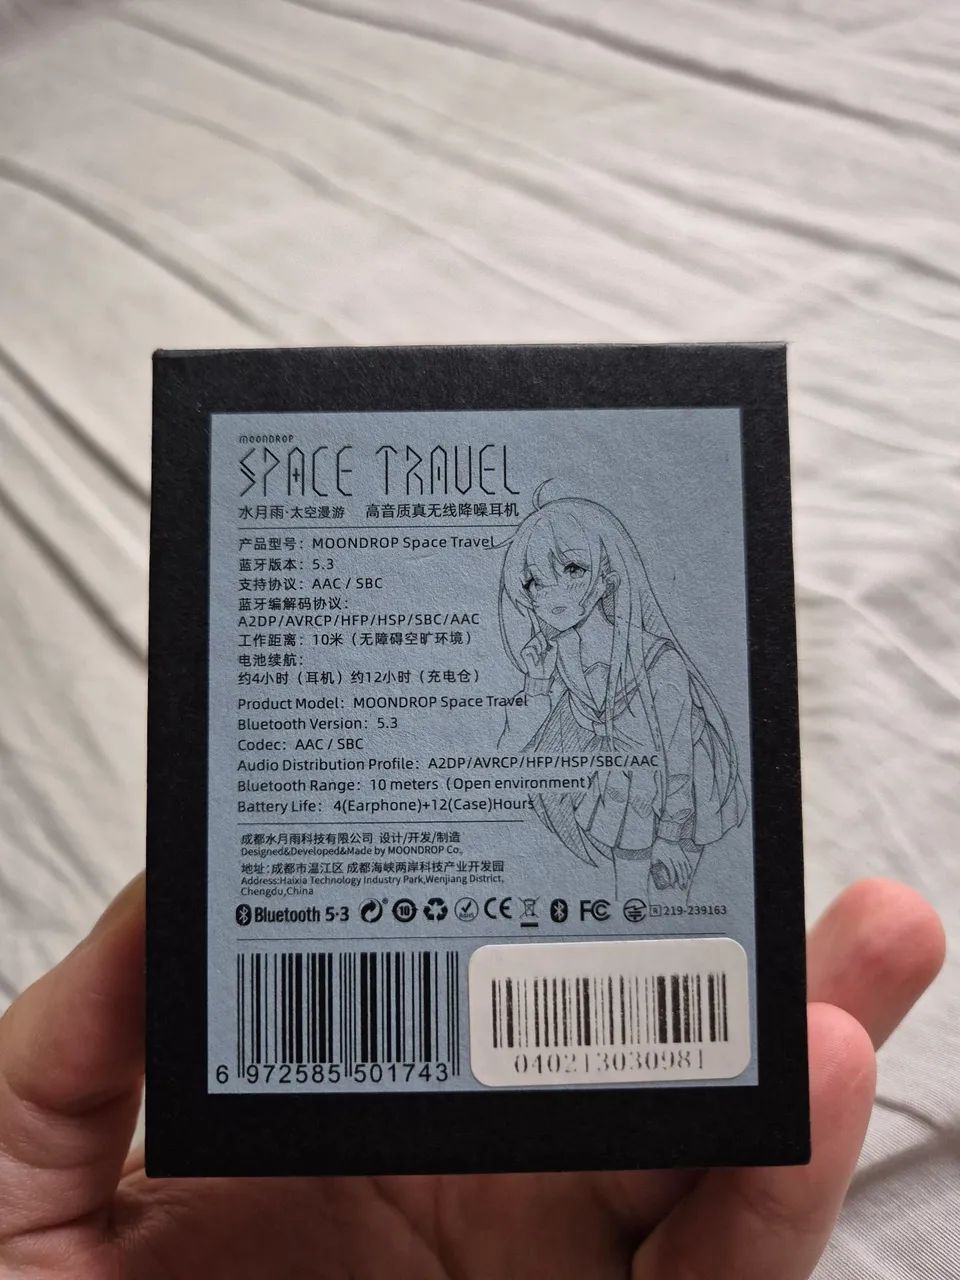 MOONDROP
SPACE TRAVEL
水月雨·太空漫游 高音质真无线降噪耳机
产品型号：MOONDROP Space Travel
蓝牙版本：5.3
支持协议：AAC / SBC
蓝牙编解码协议：
A2DP/AVRCP/HFP/HSP/SBC/AAC
工作距离：10米（无障碍空旷环境）
电池续航：
约4小时（耳机）约12小时（充电仓）
Product Model：MOONDROP Space Travel
Bluetooth Version：5.3
Codec：AAC / SBC
Audio Distribution Profile：A2DP/AVRCP/HFP/HSP/SBC/AAC
Bluetooth Range：10 meters（Open environment）
Battery Life：4(Earphone)+12(Case)Hours
成都水月雨科技有限公司 设计/开发/制造
Designed&Developed&Made by MOONDROP Co。
地址：成都市温江区 成都海峡两岸科技产业开发园
Address:Haixia Technology Industry Park,Wenjiang District,
Chengdu,China
Bluetooth 5·3 10 RoHS CE FC R 219-239163
6 972585 501743
040213030981